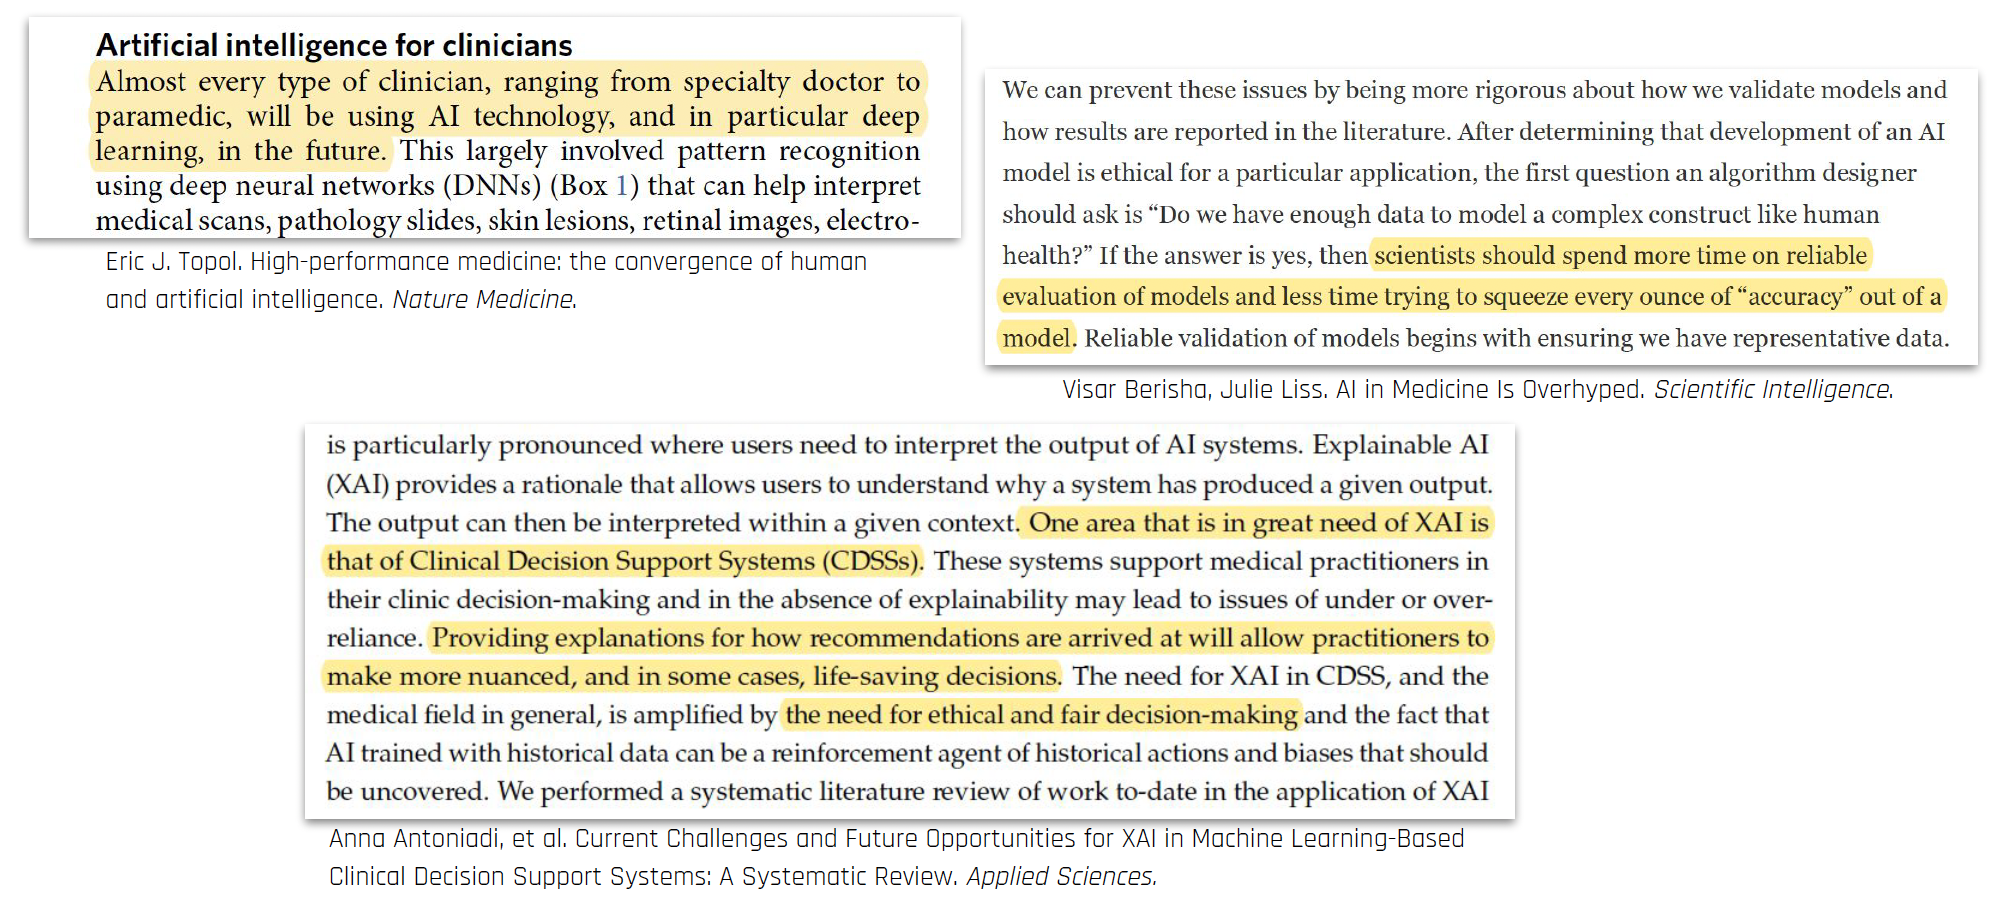 Artificial intelligence for clinicians
Almost every type of clinician, ranging from specialty doctor to
paramedic, will be using AI technology, and in particular deep
learning, in the future. This largely involved pattern recognition
using deep neural networks (DNNs) (Box 1) that can help interpret
medical scans, pathology slides, skin lesions, retinal images, electro-
Eric J. Topol. High-performance medicine: the convergence of human
and artificial intelligence. Nature Medicine.
We can prevent these issues by being more rigorous about how we validate models and
how results are reported in the literature. After determining that development of an AI
model is ethical for a particular application, the first question an algorithm designer
should ask is “Do we have enough data to model a complex construct like human
health?” If the answer is yes, then scientists should spend more time on reliable
evaluation of models and less time trying to squeeze every ounce of “accuracy” out of a
model. Reliable validation of models begins with ensuring we have representative data.
Visar Berisha, Julie Liss. AI in Medicine Is Overhyped. Scientific Intelligence.
is particularly pronounced where users need to interpret the output of AI systems. Explainable AI
(XAI) provides a rationale that allows users to understand why a system has produced a given output.
The output can then be interpreted within a given context. One area that is in great need of XAI is
that of Clinical Decision Support Systems (CDSSs). These systems support medical practitioners in
their clinic decision-making and in the absence of explainability may lead to issues of under or over-
reliance. Providing explanations for how recommendations are arrived at will allow practitioners to
make more nuanced, and in some cases, life-saving decisions. The need for XAI in CDSS, and the
medical field in general, is amplified by the need for ethical and fair decision-making and the fact that
AI trained with historical data can be a reinforcement agent of historical actions and biases that should
be uncovered. We performed a systematic literature review of work to-date in the application of XAI
Anna Antoniadi, et al. Current Challenges and Future Opportunities for XAI in Machine Learning-Based
Clinical Decision Support Systems: A Systematic Review. Applied Sciences.